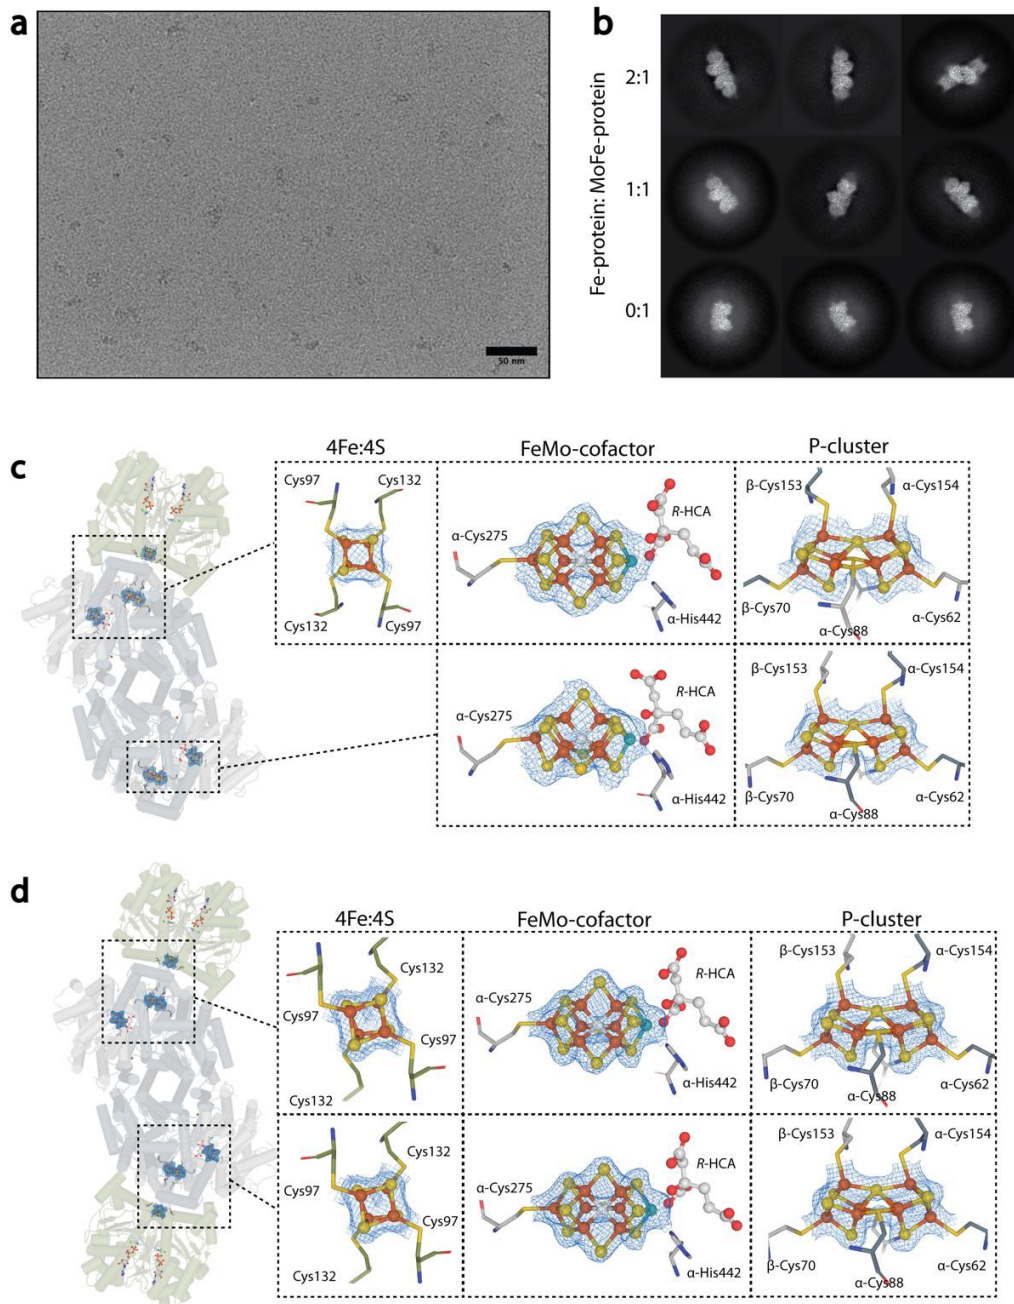 a
50 nm
b
Fe-protein: MoFe-protein
2:1
1:1
0:1
c
4Fe:4S
FeMo-cofactor
P-cluster
Cys97
Cys132
Cys132
Cys97
α-Cys275
R-HCA
α-His442
β-Cys153
α-Cys154
β-Cys70
α-Cys88
α-Cys62
α-Cys275
R-HCA
α-His442
β-Cys153
α-Cys154
β-Cys70
α-Cys88
α-Cys62
d
4Fe:4S
FeMo-cofactor
P-cluster
Cys132
Cys97
Cys97
Cys132
α-Cys275
R-HCA
α-His442
β-Cys153
α-Cys154
β-Cys70
α-Cys88
α-Cys62
Cys132
Cys97
Cys97
Cys132
α-Cys275
R-HCA
α-His442
β-Cys153
α-Cys154
β-Cys70
α-Cys88
α-Cys62